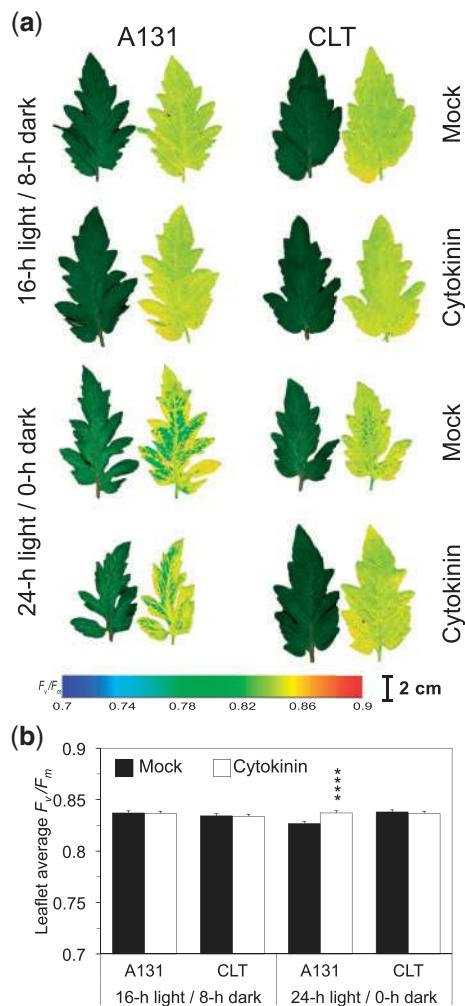 (a)
A131 CLT
16-h light / 8-h dark
Mock
Cytokinin
24-h light / 0-h dark
Mock
Cytokinin
Fv/Fm
0.7 0.74 0.78 0.82 0.86 0.9
2 cm
(b)
Leaflet average Fv/Fm
0.9
0.85
0.8
0.75
0.7
Mock Cytokinin
****
A131 CLT A131 CLT
16-h light / 8-h dark 24-h light / 0-h dark